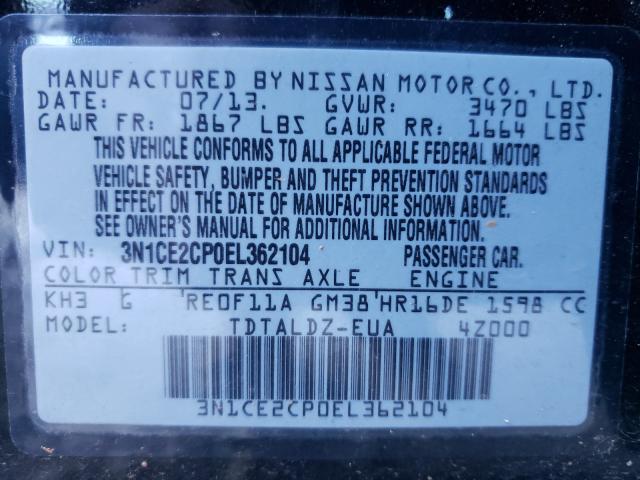 MANUFACTURED BY NISSAN MOTOR CO., LTD.
DATE: 07/13. GVWR: 3470 LBS
GAWR FR: 1867 LBS GAWR RR: 1664 LBS
THIS VEHICLE CONFORMS TO ALL APPLICABLE FEDERAL MOTOR
VEHICLE SAFETY, BUMPER AND THEFT PREVENTION STANDARDS
IN EFFECT ON THE DATE OF MANUFACTURE SHOWN ABOVE.
SEE OWNER'S MANUAL FOR ADDITIONAL INFORMATION.
VIN: 3N1CE2CP0EL362104 PASSENGER CAR.
COLOR TRIM TRANS AXLE ENGINE
KH3 G 'RE0F11A GM38'HR16DE 1598 CC
MODEL: TDTALDZ-EUA 4Z000
3N1CE2CP0EL362104